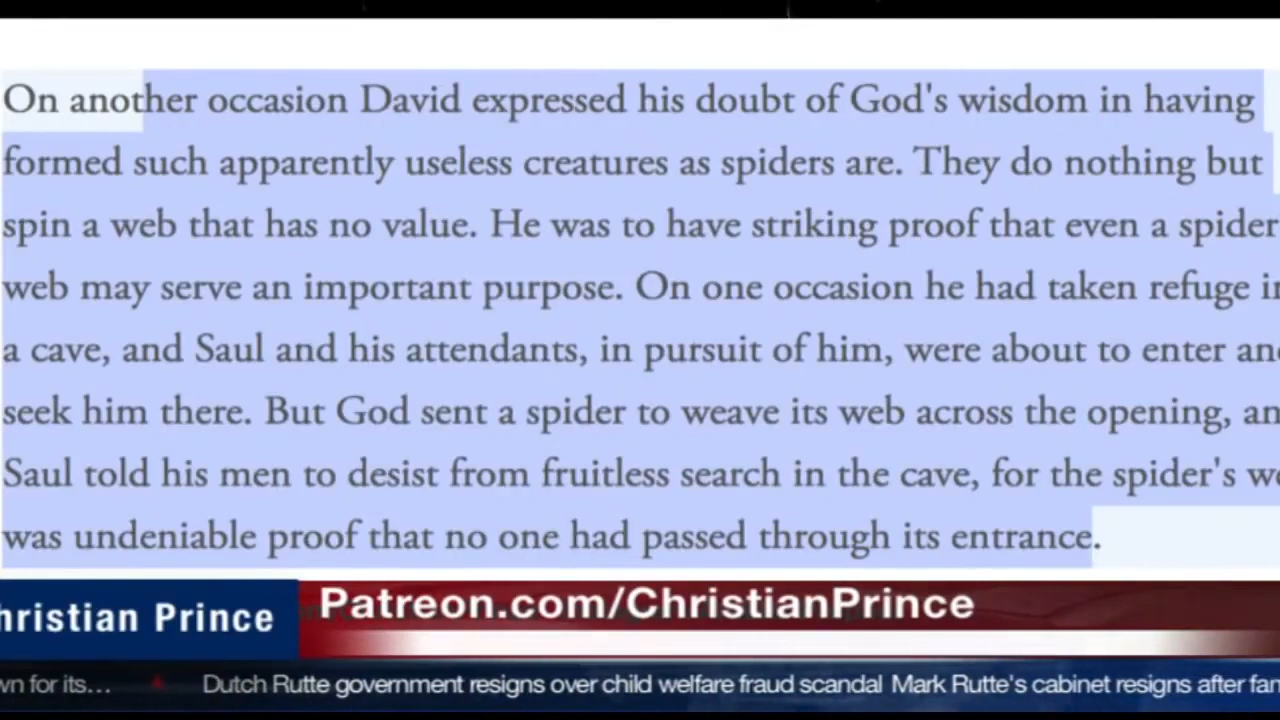 On another occasion David expressed his doubt of God's wisdom in having
formed such apparently useless creatures as spiders are. They do nothing but
spin a web that has no value. He was to have striking proof that even a spider
web may serve an important purpose. On one occasion he had taken refuge
a cave, and Saul and his attendants, in pursuit of him, were about to enter
seek him there. But God sent a spider to weave its web across the opening,
Saul told his men to desist from fruitless search in the cave, for the spider's
was undeniable proof that no one had passed through its entrance.
hristian Prince
Patreon.com/ChristianPrince
wn for its... Dutch Rutte government resigns over child welfare fraud scandal Mark Rutte's cabinet resigns after